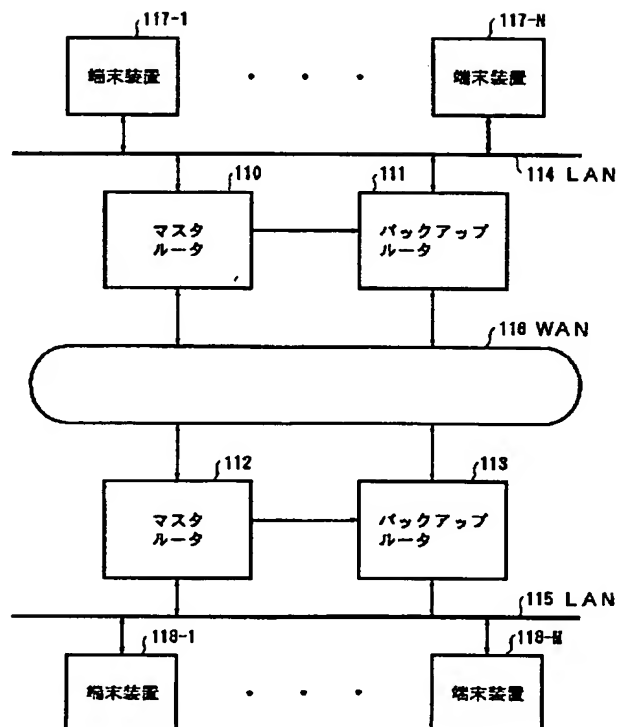 117-1
117-N
端末装置
端末装置
114 LAN
110
111
マスタ
ルータ
バックアップ
ルータ
116 WAN
112
113
マスタ
ルータ
バックアップ
ルータ
115 LAN
118-1
118-M
端末装置
端末装置